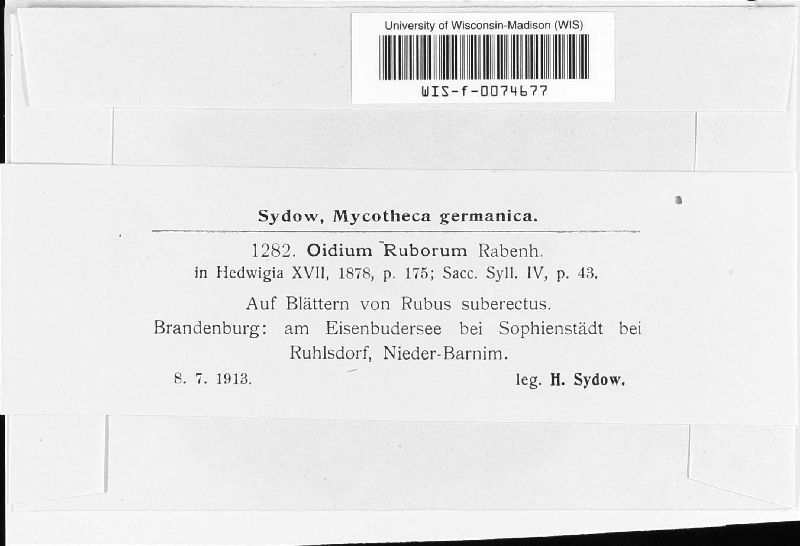 University of Wisconsin-Madison (WIS)
WIS-f-0074677
Sydow, Mycotheca germanica.
1282. Oidium Ruborum Rabenh.
in Hedwigia XVII, 1878, p. 175; Sacc. Syll. IV, p. 43.
Auf Blättern von Rubus suberectus.
Brandenburg: am Eisenbudersee bei Sophienstädt bei
Ruhlsdorf, Nieder-Barnim.
8. 7. 1913. leg. H. Sydow.